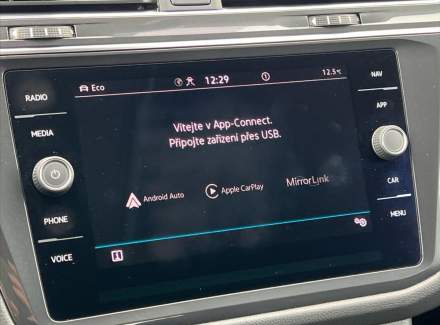 RADIO
MEDIA
PHONE
VOICE
Eco
12:29
12.5°C
Vítejte v App-Connect.
Připojte zařízení přes USB.
Android Auto
Apple CarPlay
MirrorLink
NAV
APP
CAR
MENU